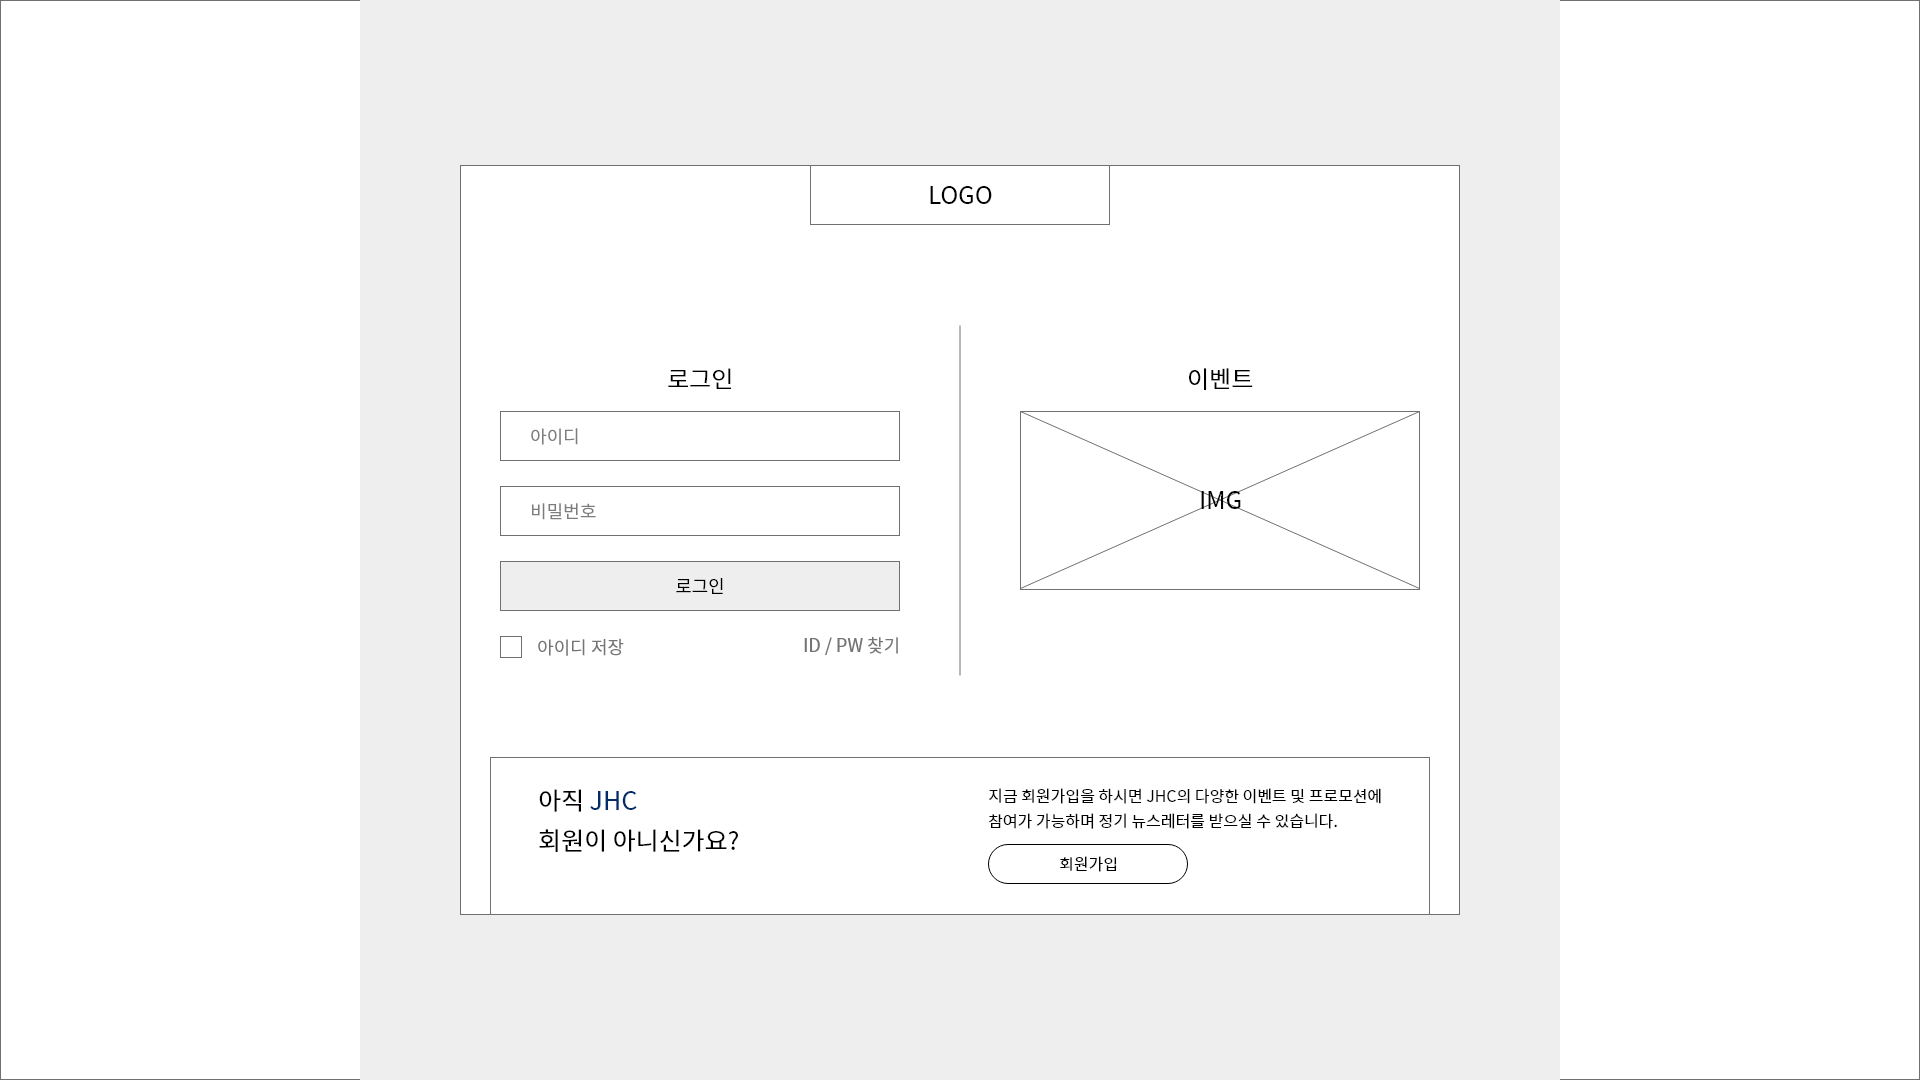 LOGO
로그인
아이디
비밀번호
로그인
아이디 저장
ID / PW 찾기
이벤트
IMG
아직 JHC
회원이 아니신가요?
지금 회원가입을 하시면 JHC의 다양한 이벤트 및 프로모션에
참여가 가능하며 정기 뉴스레터를 받으실 수 있습니다.
회원가입